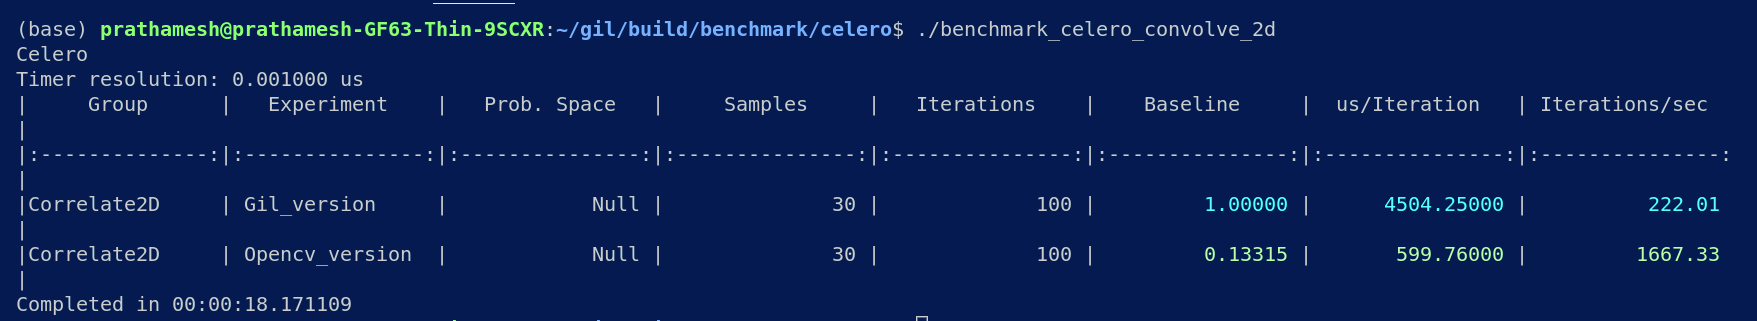 (base) prathamesh@prathamesh-GF63-Thin-9SCXR:~/gil/build/benchmark/celero$ ./benchmark_celero_convolve_2d
Celero
Timer resolution: 0.001000 us
|     Group      |   Experiment    |   Prob. Space   |     Samples     |   Iterations    |    Baseline     |  us/Iteration   | Iterations/sec
|
|:--------------:|:---------------:|:---------------:|:---------------:|:---------------:|:---------------:|:---------------:|:---------------:
|
|Correlate2D     | Gil_version     |            Null |              30 |             100 |         1.00000 |      4504.25000 |          222.01
|
|Correlate2D     | Opencv_version  |            Null |              30 |             100 |         0.13315 |       599.76000 |         1667.33
|
Completed in 00:00:18.171109